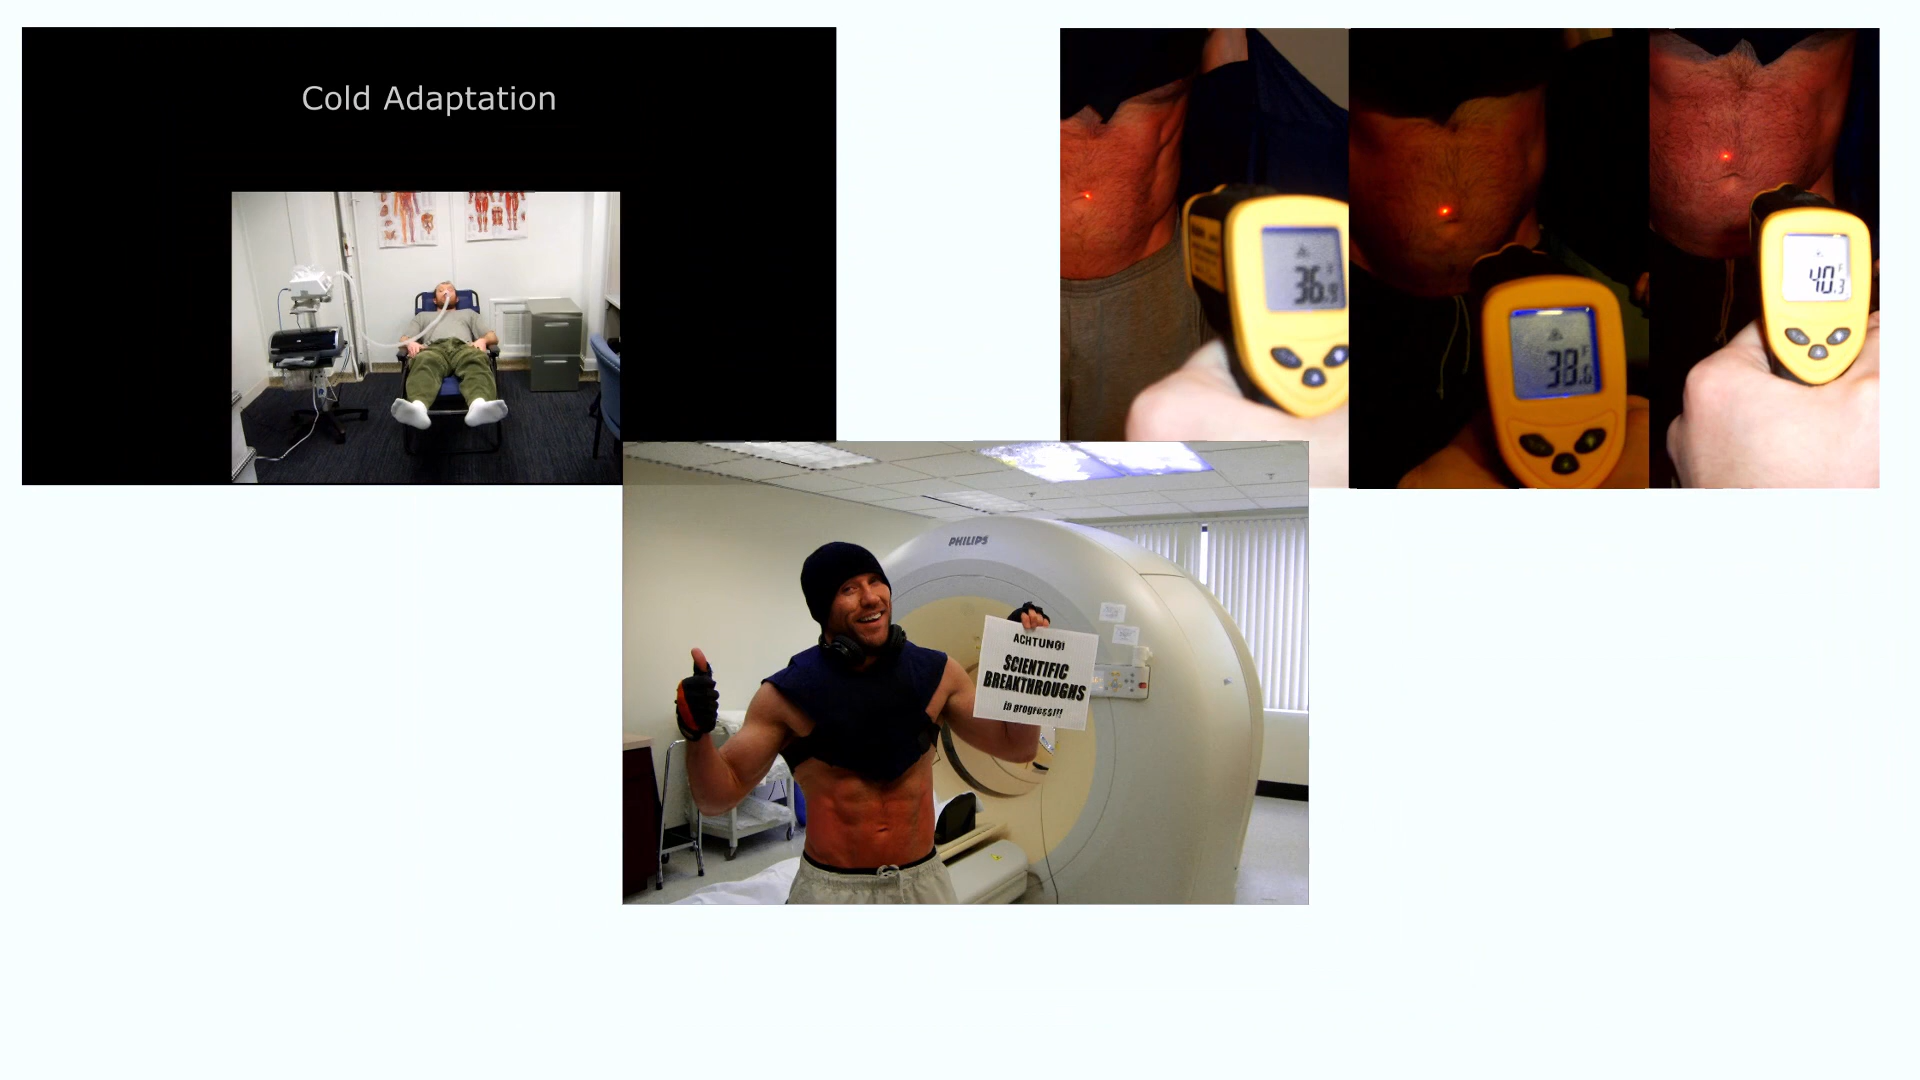 Cold Adaptation
36.9 F
38.6 F
40.3 F
PHILIPS
ACHTUNG!
SCIENTIFIC
BREAKTHROUGHS
in progress!!!